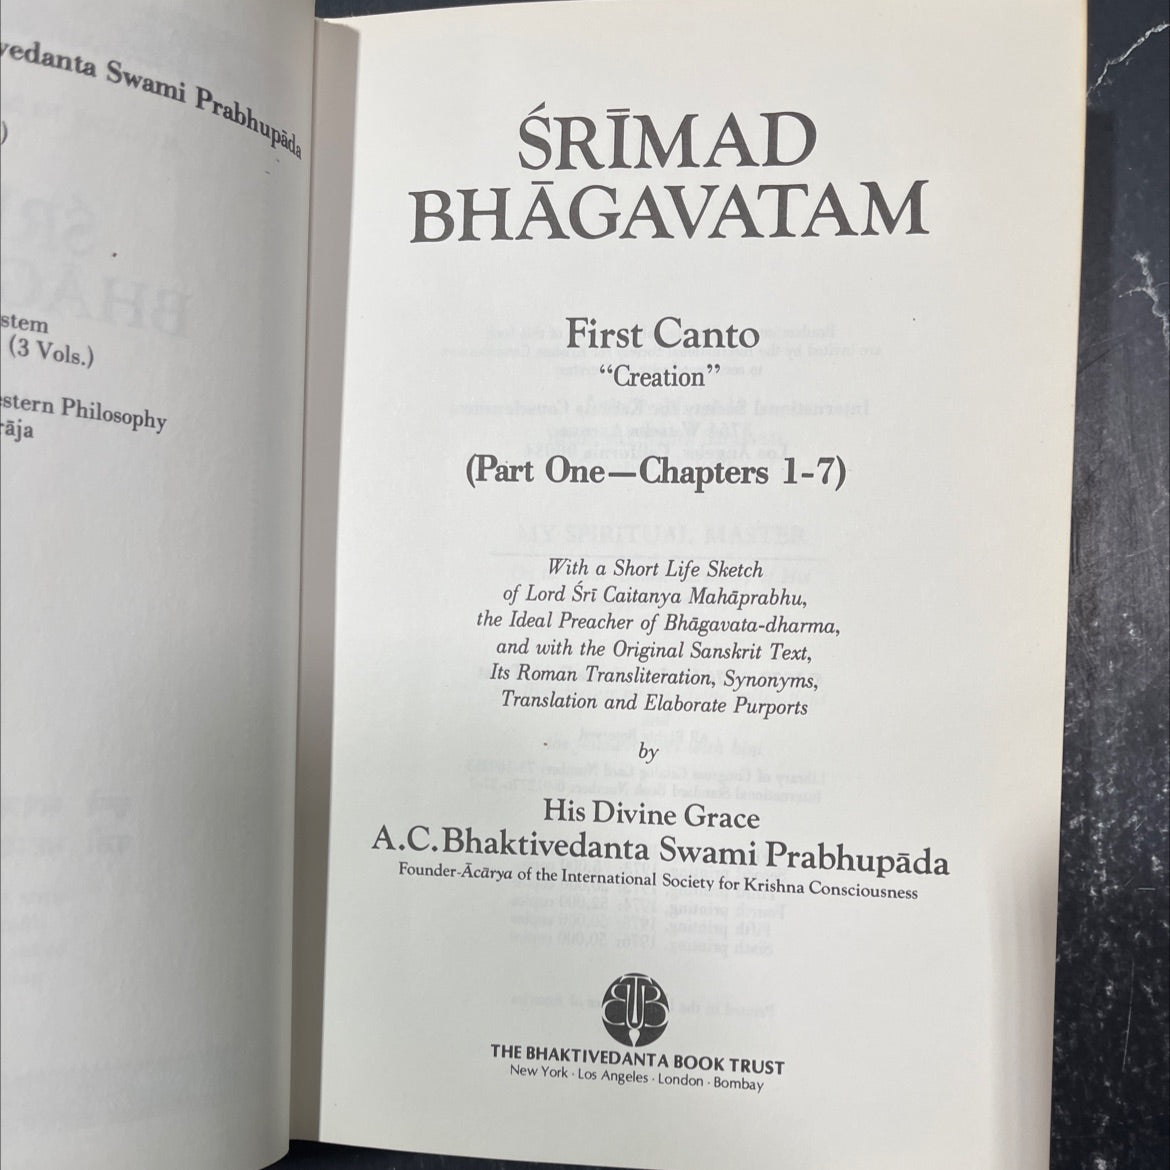 vedanta Swami Prabhupāda
)
stem
(3 Vols.)
stern Philosophy
rāja
ŚRĪMAD
BHĀGAVATAM
First Canto
“Creation”
(Part One—Chapters 1-7)
With a Short Life Sketch
of Lord Śrī Caitanya Mahāprabhu,
the Ideal Preacher of Bhāgavata-dharma,
and with the Original Sanskrit Text,
Its Roman Transliteration, Synonyms,
Translation and Elaborate Purports
by
His Divine Grace
A.C.Bhaktivedanta Swami Prabhupāda
Founder-Ācārya of the International Society for Krishna Consciousness
BBT
THE BHAKTIVEDANTA BOOK TRUST
New York · Los Angeles · London · Bombay